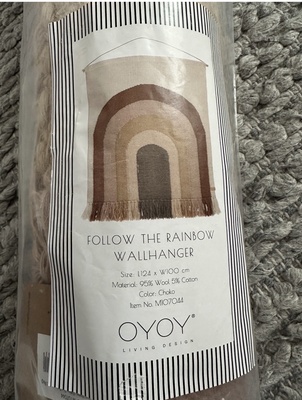 FOLLOW THE RAINBOW
WALLHANGER
Size: L124 x W100 cm
Material: 95% Wool 5% Cotton
Color: Choko
Item No. M107044
OYOY®
LIVING DESIGN